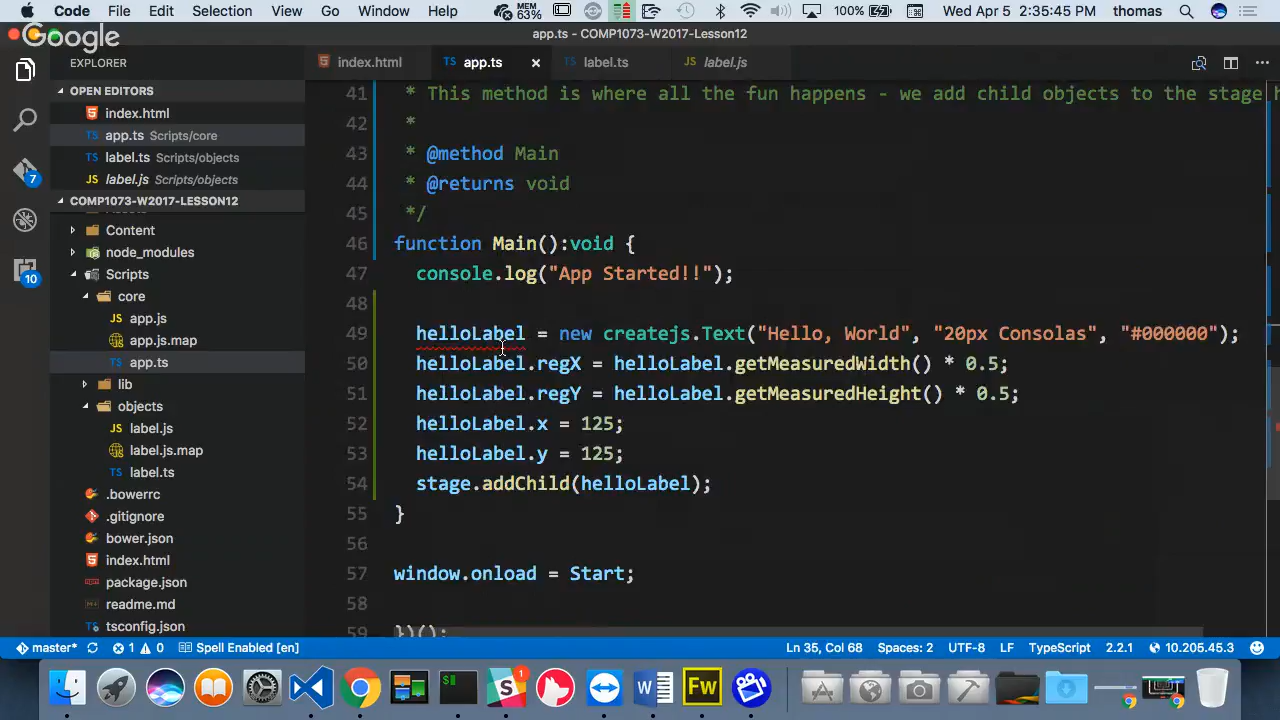 Code File Edit Selection View Go Window Help MEM 63% 100% Wed Apr 5 2:35:45 PM thomas
Google
app.ts - COMP1073-W2017-Lesson12
EXPLORER
index.html app.ts label.ts label.js
OPEN EDITORS
index.html
TS app.ts Scripts/core
TS label.ts Scripts/objects
JS label.js Scripts/objects
7
10
COMP1073-W2017-LESSON12
Content
node_modules
Scripts
core
JS app.js
app.js.map
TS app.ts
lib
objects
JS label.js
label.js.map
TS label.ts
.bowerrc
.gitignore
bower.json
index.html
package.json
readme.md
tsconfig.json
41 * This method is where all the fun happens - we add child objects to the stage h
42 *
43 * @method Main
44 * @returns void
45 */
46 function Main():void {
47 console.log("App Started!!");
48
49 helloLabel = new createjs.Text("Hello, World", "20px Consolas", "#000000");
50 helloLabel.regX = helloLabel.getMeasuredWidth() * 0.5;
51 helloLabel.regY = helloLabel.getMeasuredHeight() * 0.5;
52 helloLabel.x = 125;
53 helloLabel.y = 125;
54 stage.addChild(helloLabel);
55 }
56
57 window.onload = Start;
58
59 })();
master* 1 0 Spell Enabled [en] Ln 35, Col 68 Spaces: 2 UTF-8 LF TypeScript 2.2.1 10.205.45.3
1
W
Fw